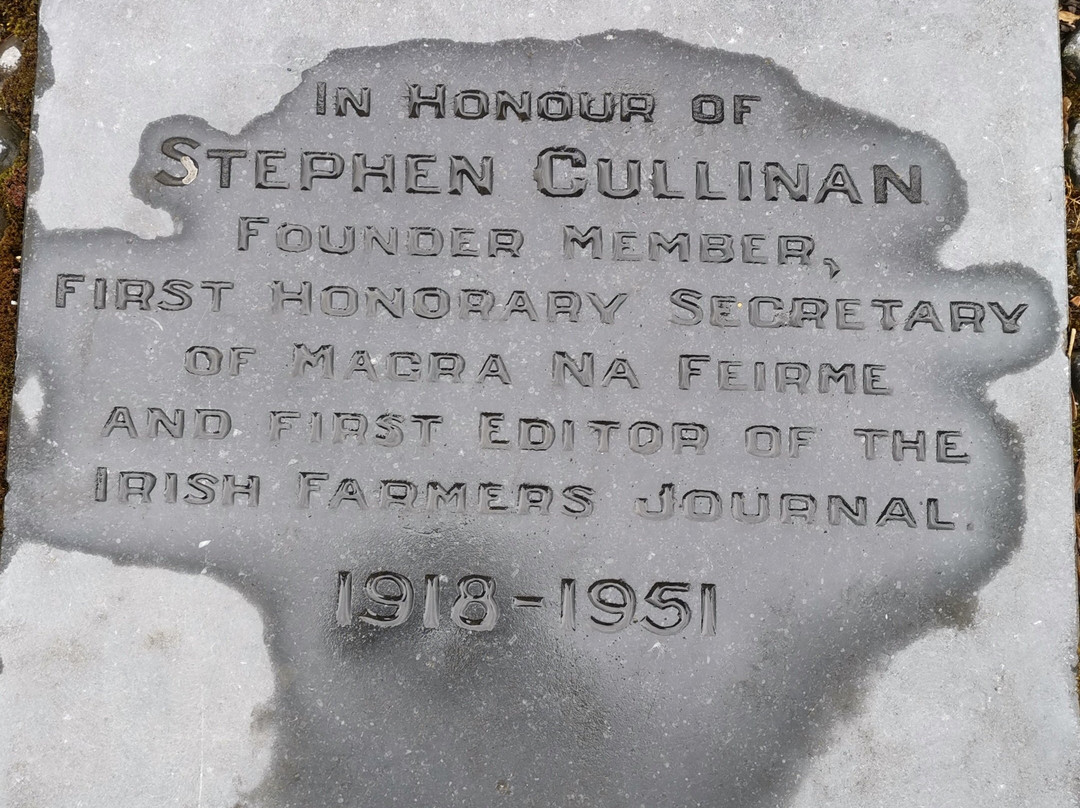 In Honour of
Stephen Cullinan
Founder Member,
First Honorary Secretary
of Macra Na Feirme
and first Editor of the
Irish Farmers Journal.
1918-1951